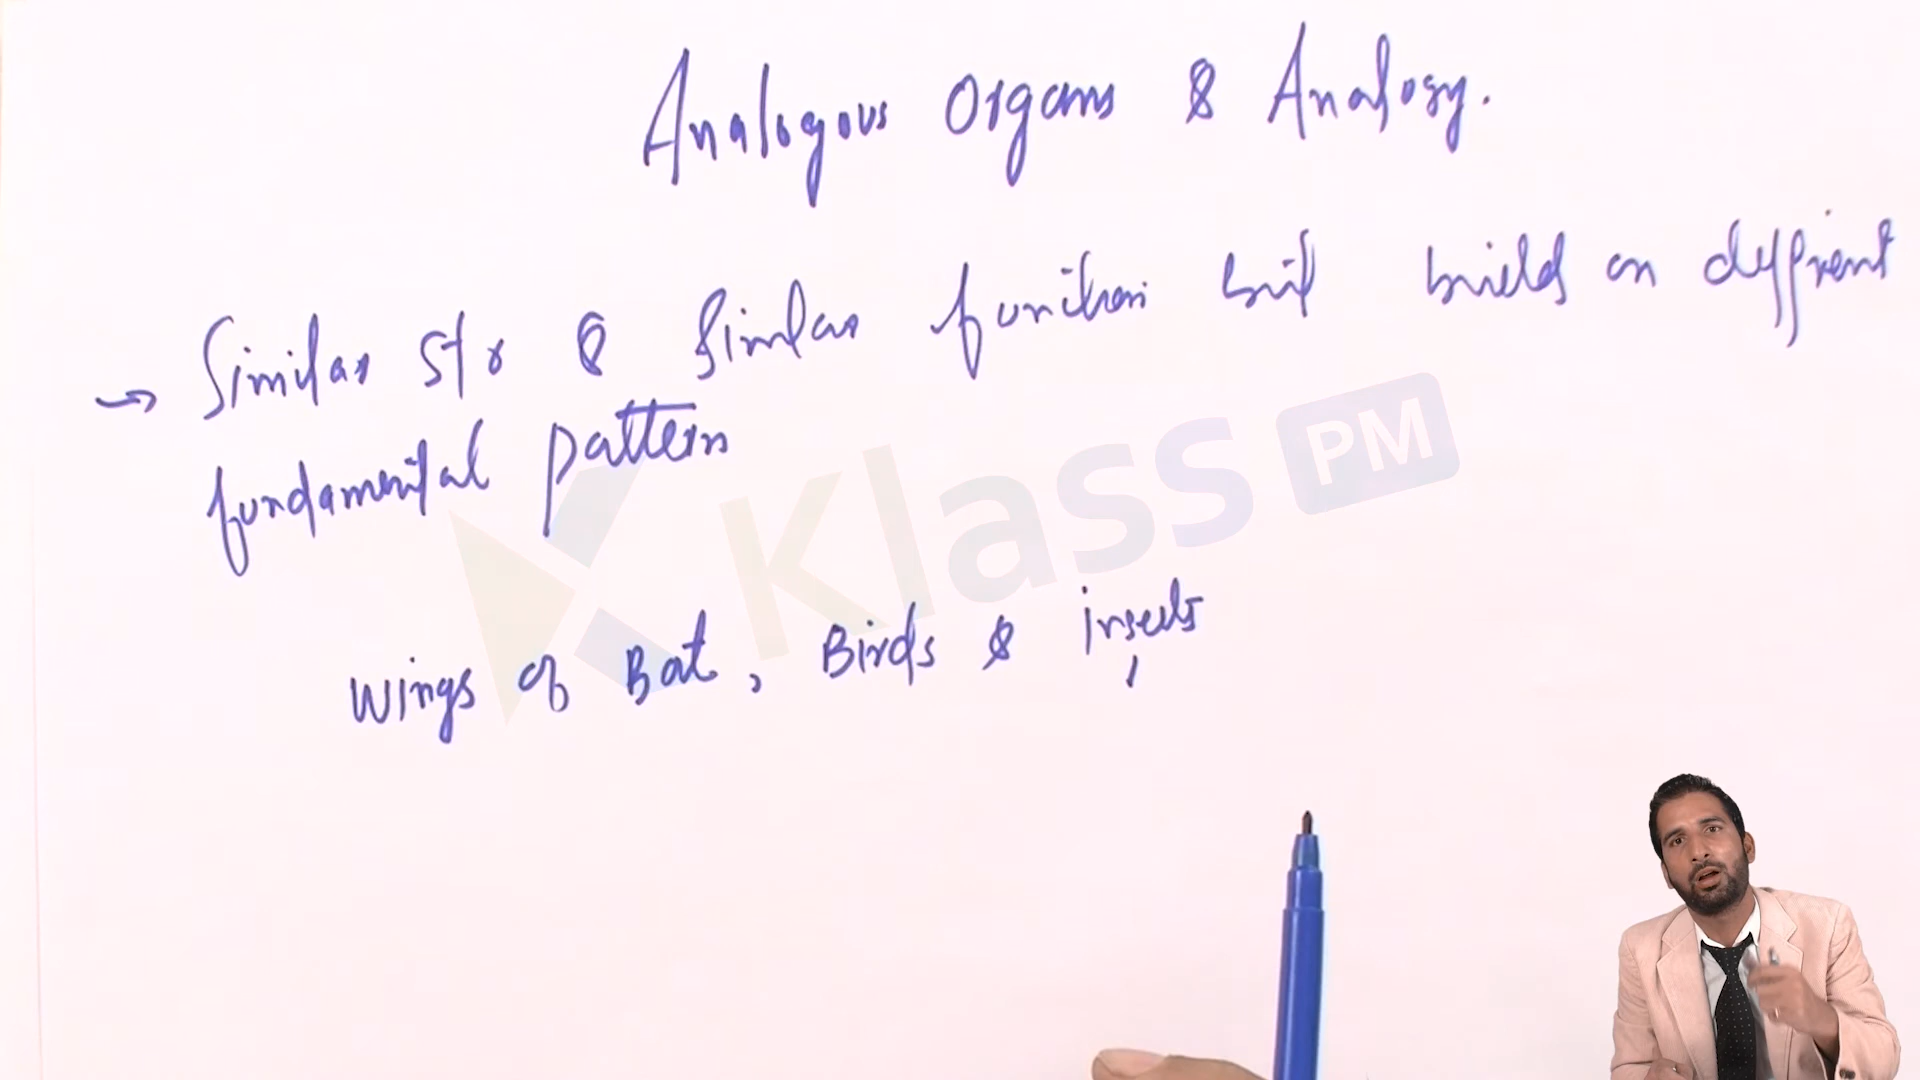 Analogous Organs & Analogy.
→ Similar str & Similar function but build on different
fundamental pattern
Klass PM
Wings of Bat, Birds & insects